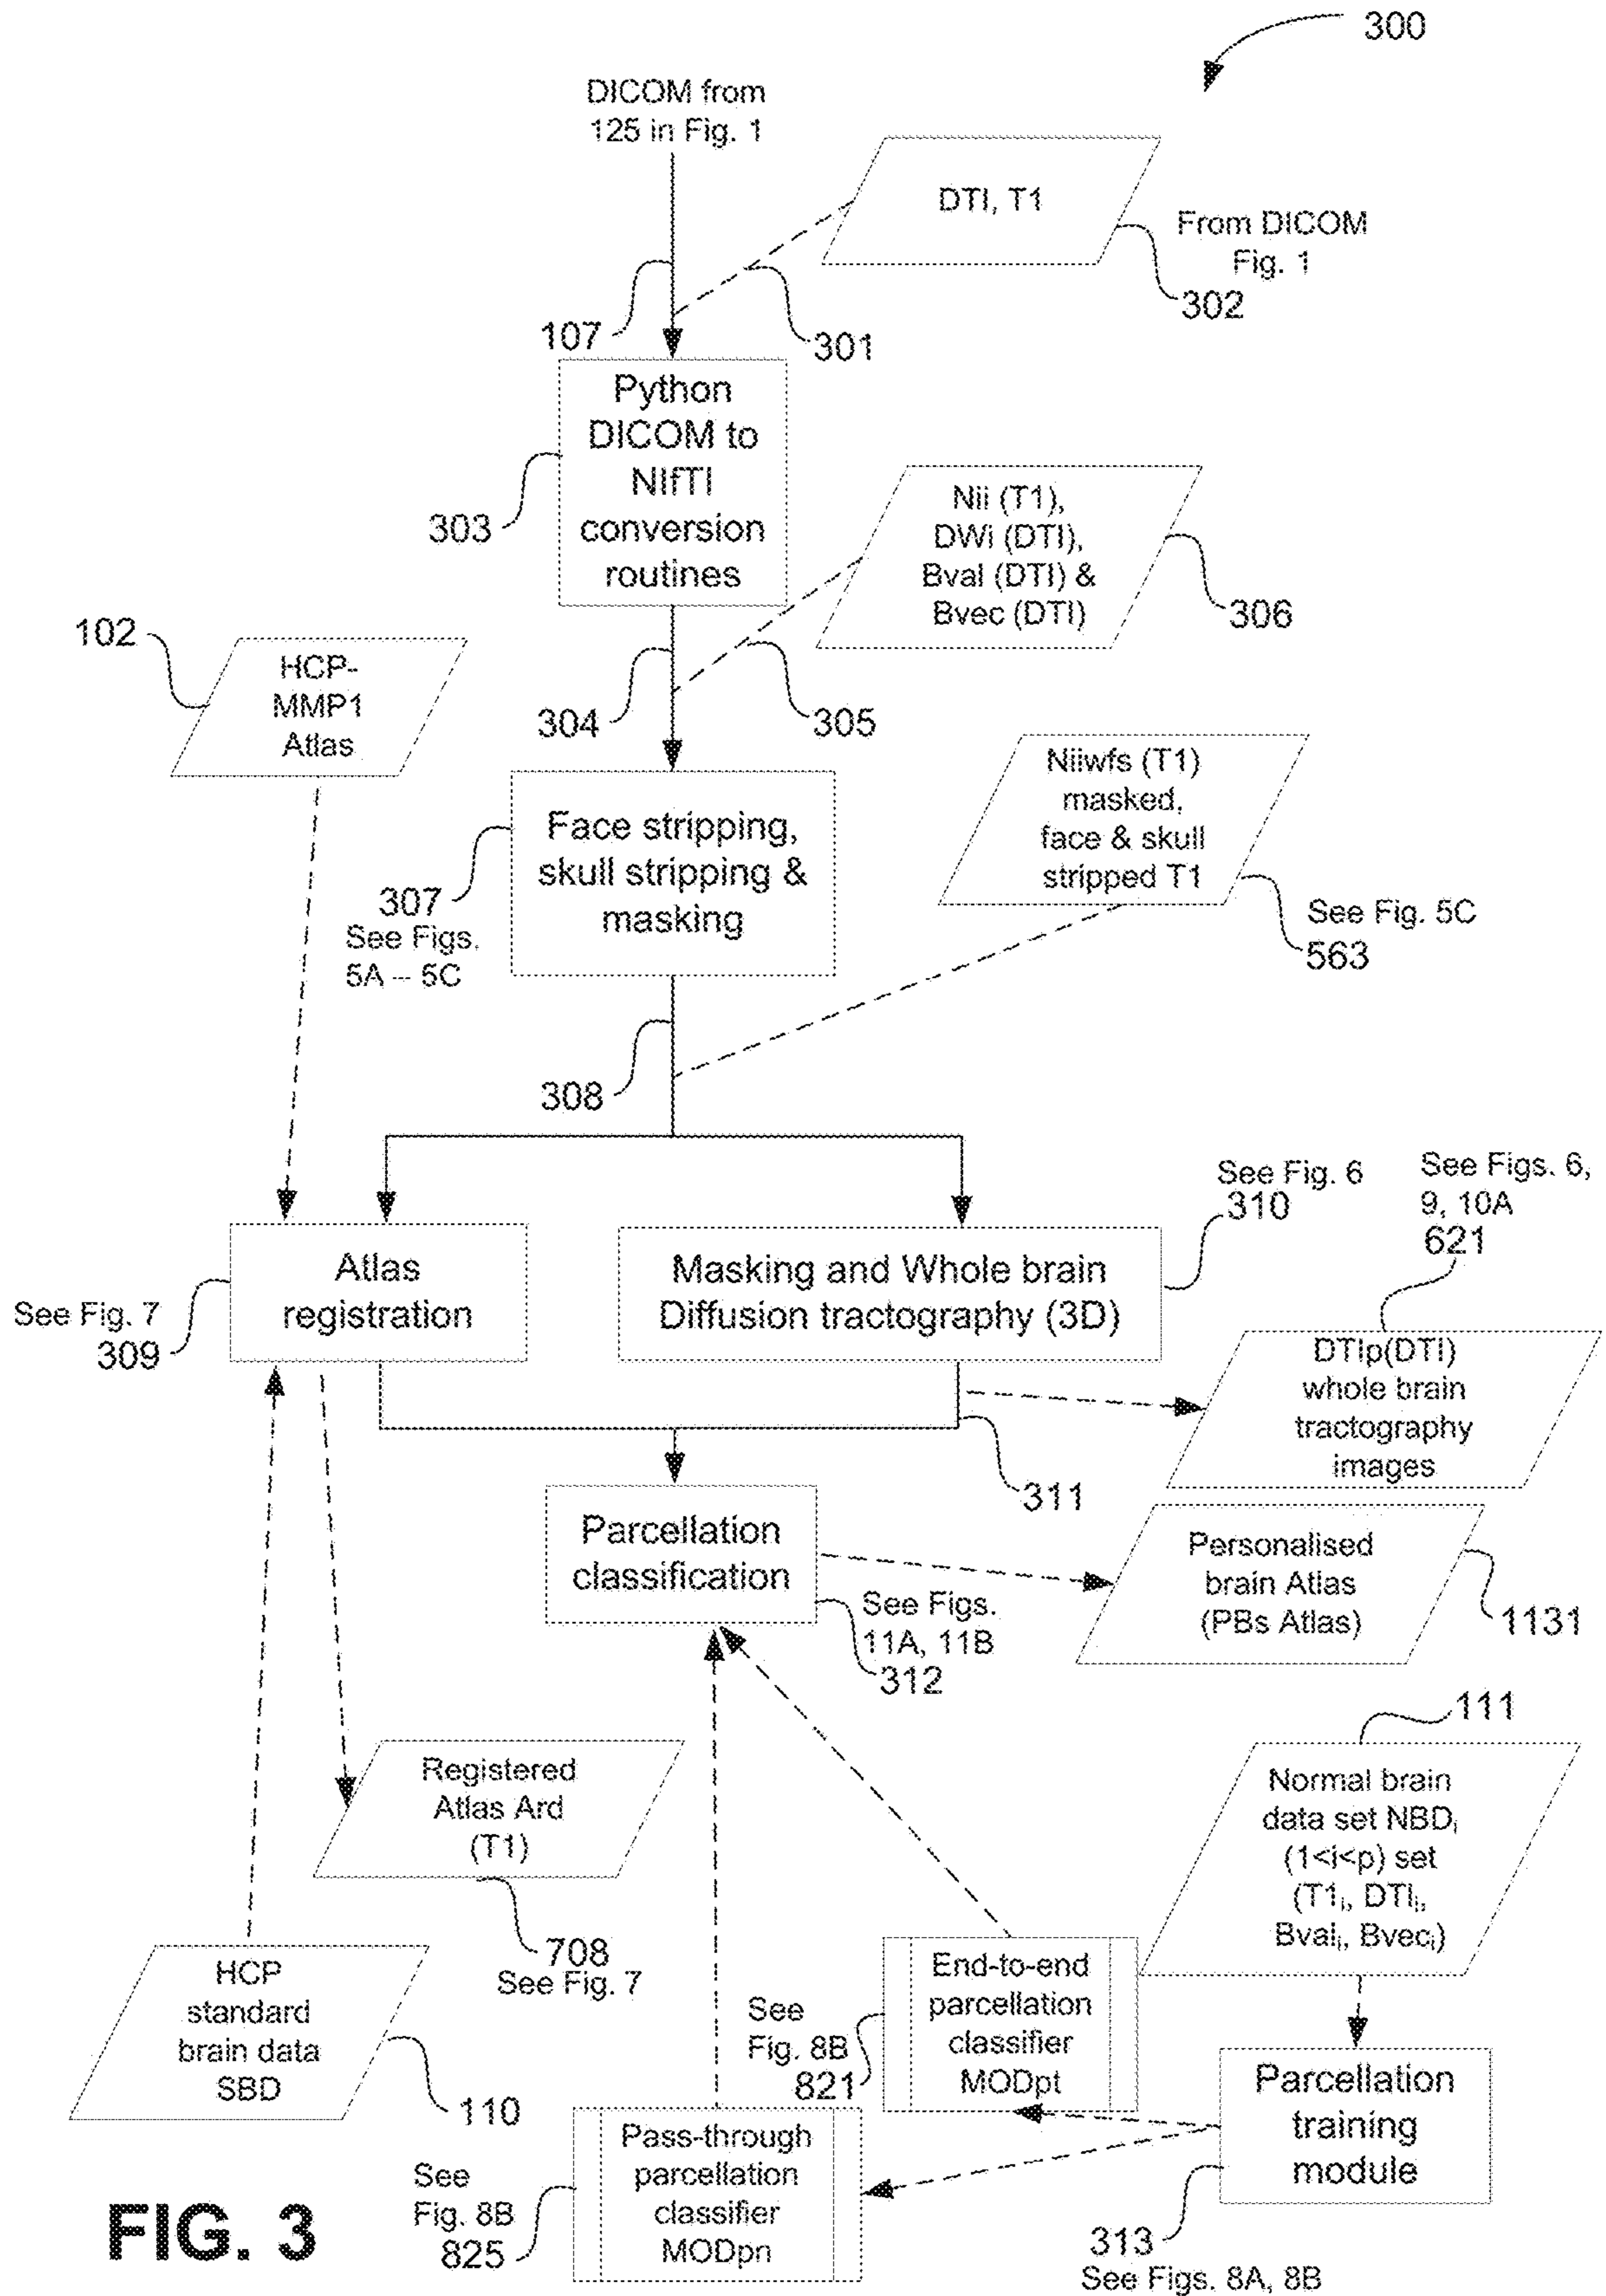 300
DICOM from
125 in Fig. 1
DTI, T1
From DICOM
Fig. 1
302
107
301
Python
DICOM to
NIfTI
conversion
routines
303
Nii (T1),
DWi (DTI),
Bval (DTI) &
Bvec (DTI)
306
102
HCP-
MMP1
Atlas
304
305
Niiwfs (T1)
masked,
face & skull
stripped T1
Face stripping,
skull stripping &
masking
307
See Figs.
5A – 5C
See Fig. 5C
563
308
See Fig. 6
310
See Figs. 6,
9, 10A
621
Atlas
registration
Masking and Whole brain
Diffusion tractography (3D)
See Fig. 7
309
DTIp(DTI)
whole brain
tractography
images
311
Parcellation
classification
Personalised
brain Atlas
(PBs Atlas)
See Figs.
11A, 11B
312
1131
111
Registered
Atlas Ard
(T1)
Normal brain
data set NBDᵢ
(1<i<p) set
(T1ᵢ, DTIᵢ,
Bvalᵢ, Bvecᵢ)
708
See Fig. 7
HCP
standard
brain data
SBD
110
End-to-end
parcellation
classifier
MODpt
See
Fig. 8B
821
Parcellation
training
module
Pass-through
parcellation
classifier
MODpn
See
Fig. 8B
825
313
See Figs. 8A, 8B
FIG. 3